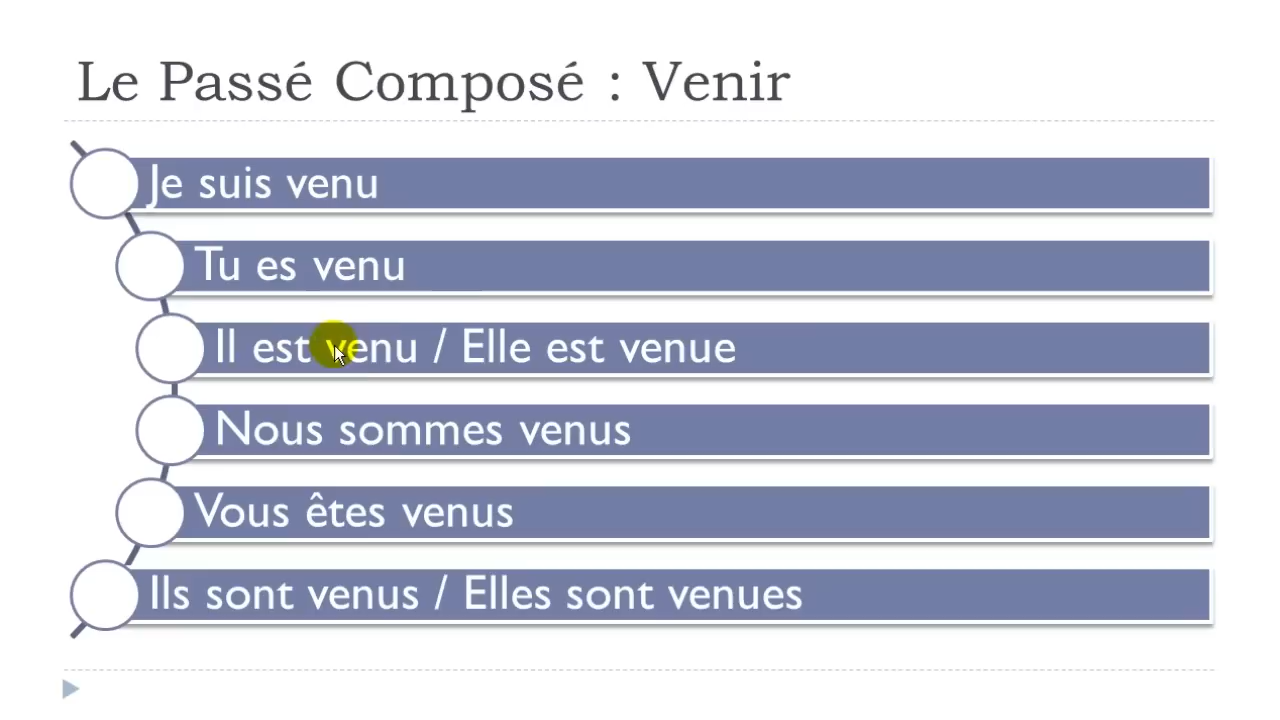 Le Passé Composé : Venir
Je suis venu
Tu es venu
Il est venu / Elle est venue
Nous sommes venus
Vous êtes venus
Ils sont venus / Elles sont venues